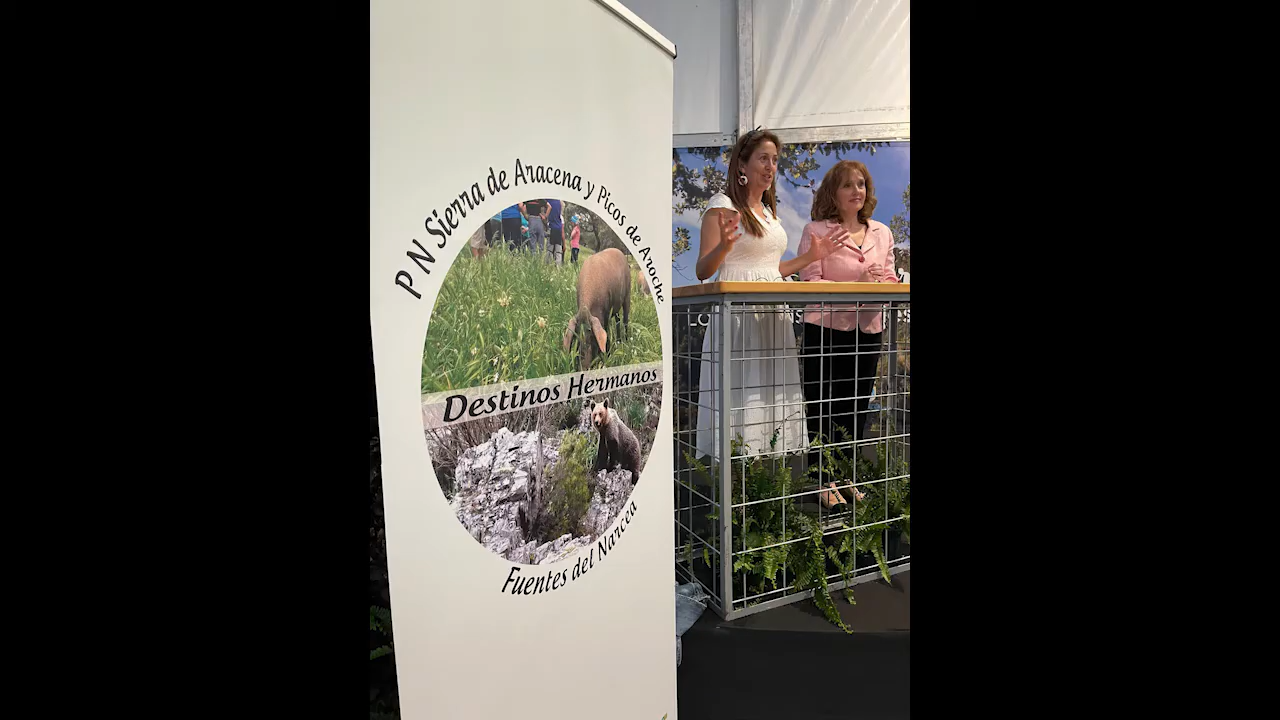 P N Sierra de Aracena y Picos de Aroche
Destinos Hermanos
Fuentes del Narcea